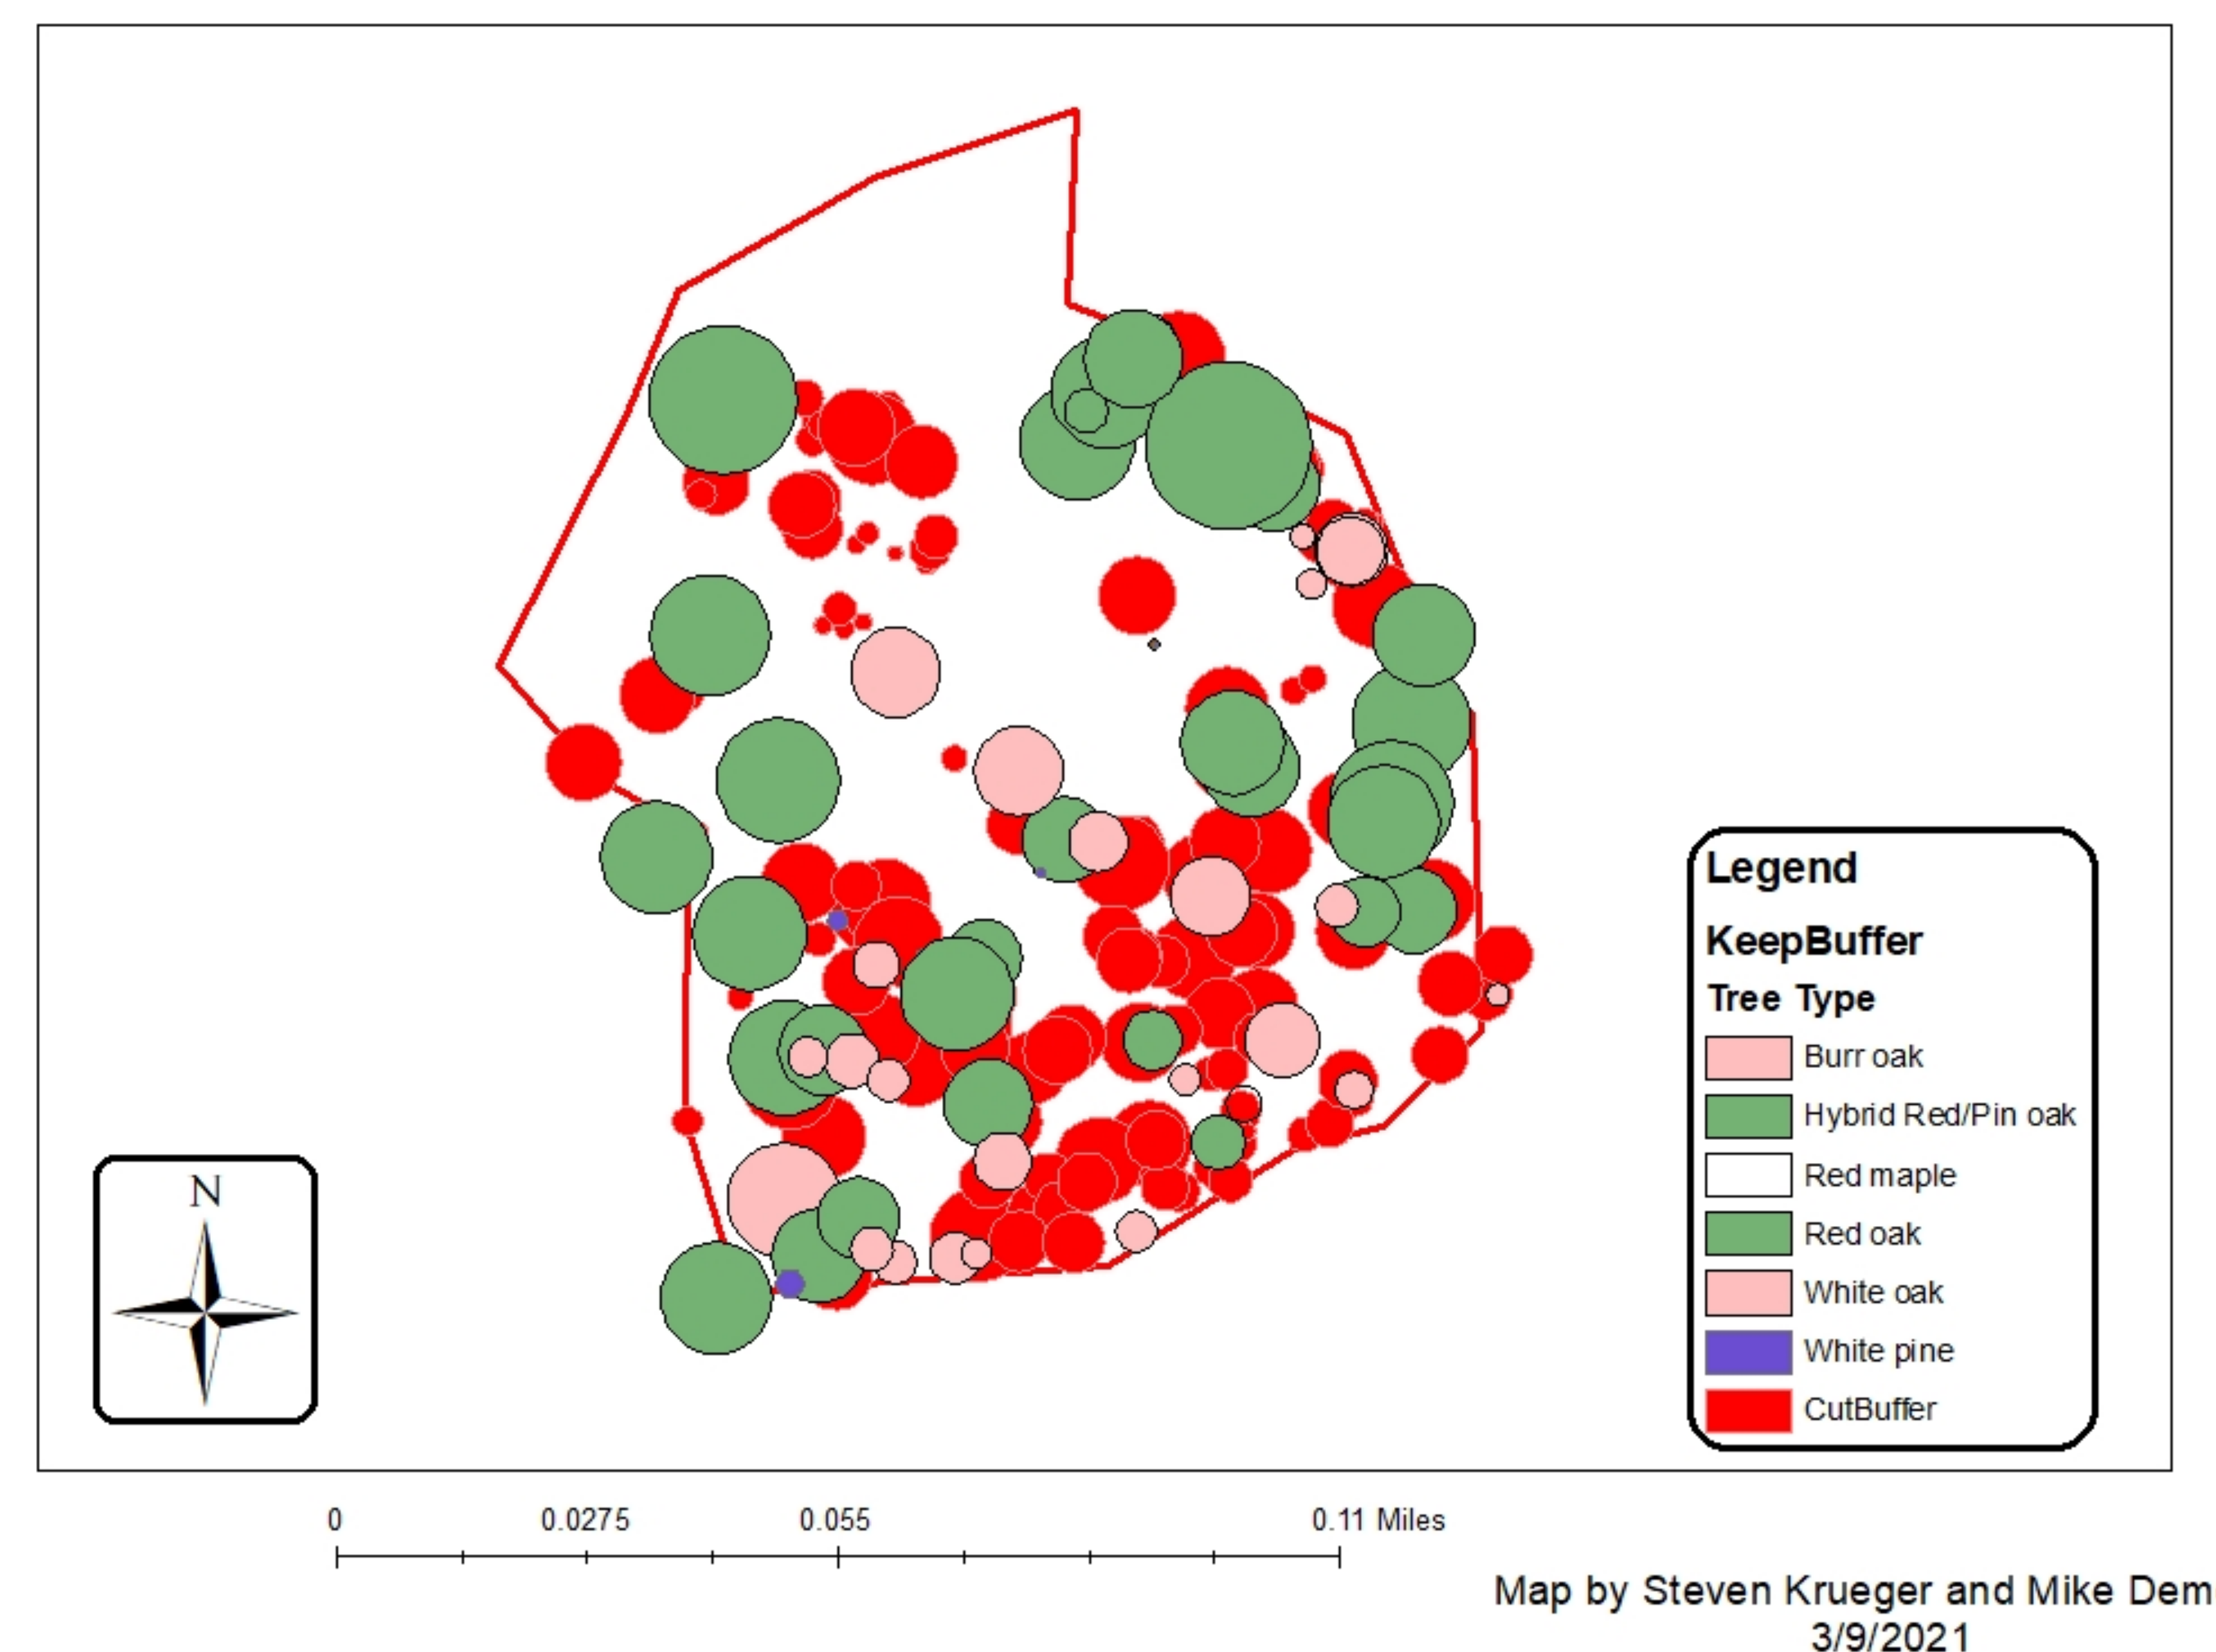 N
Legend
KeepBuffer
Tree Type
Burr oak
Hybrid Red/Pin oak
Red maple
Red oak
White oak
White pine
CutBuffer
0 0.0275 0.055 0.11 Miles
Map by Steven Krueger and Mike Dem
3/9/2021